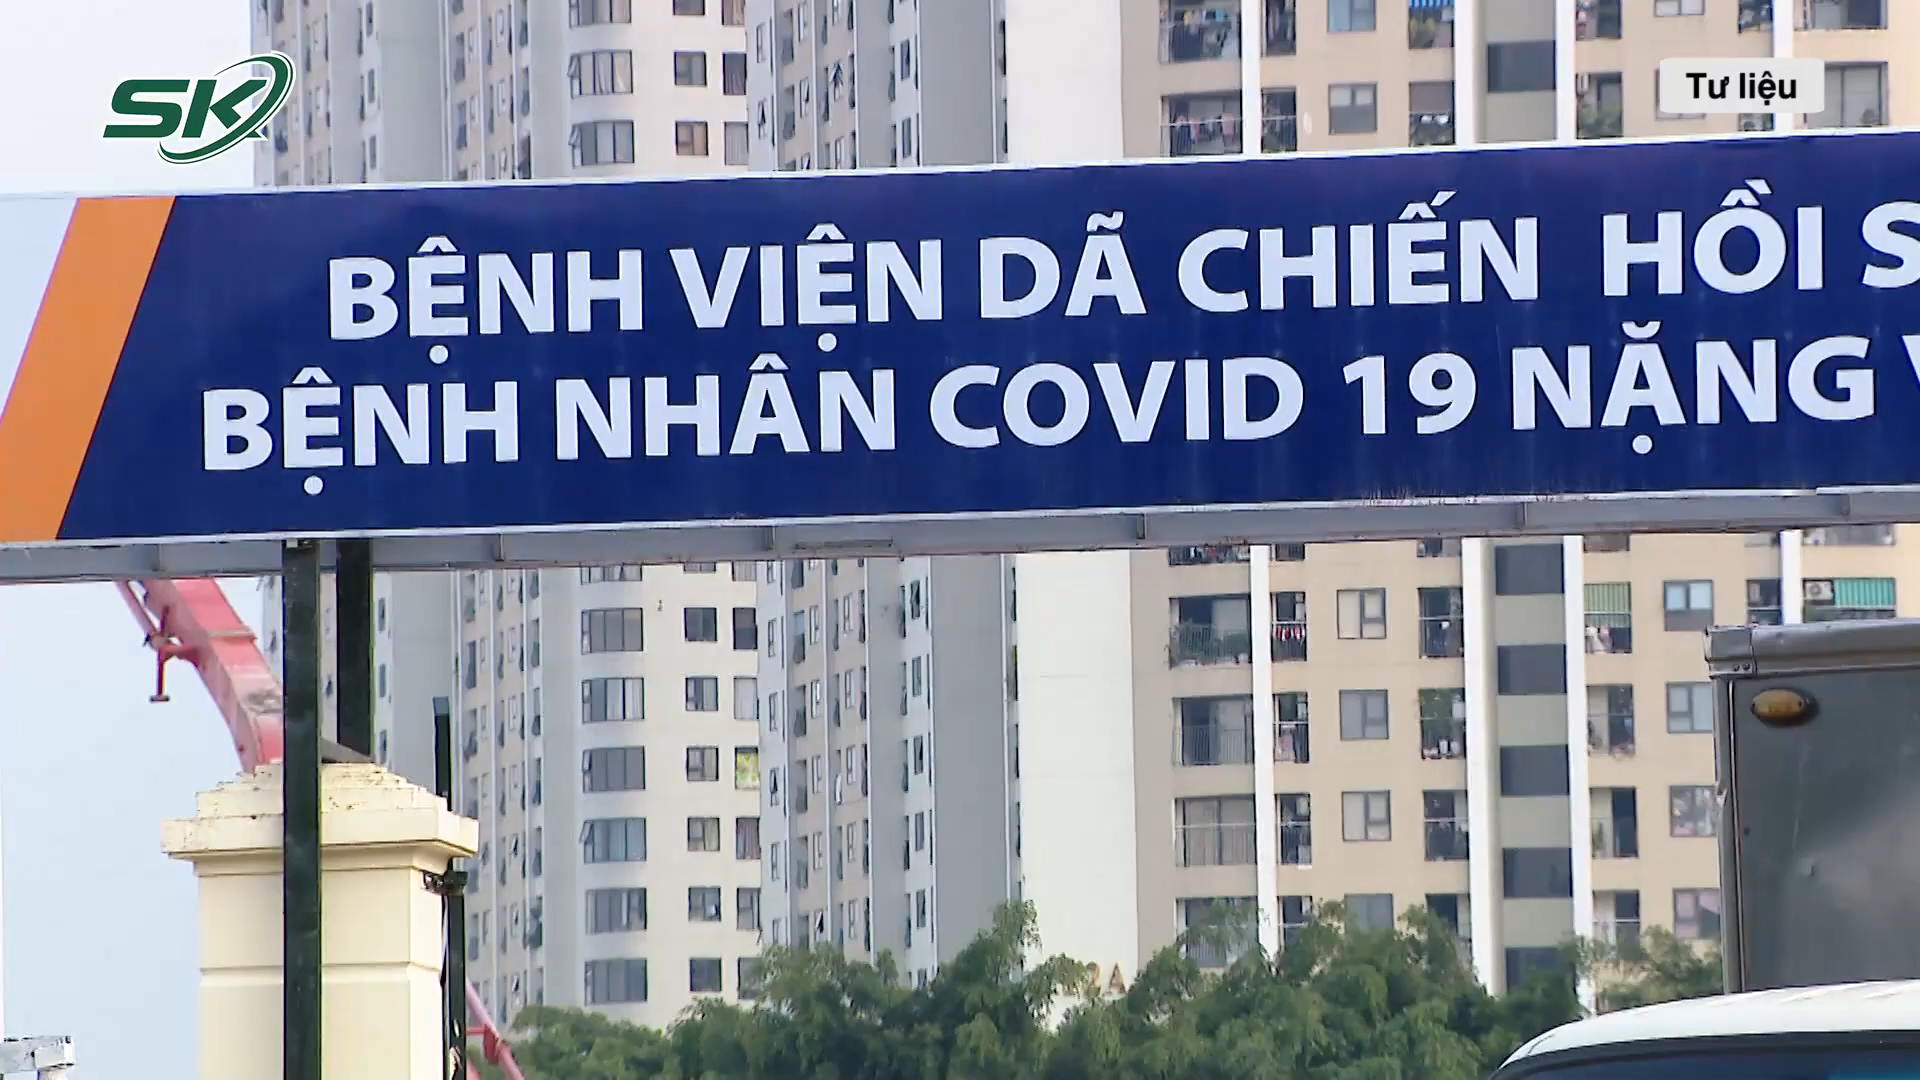 SK
Tư liệu
BỆNH VIỆN DÃ CHIẾN HỒI
BỆNH NHÂN COVID 19 NẶNG